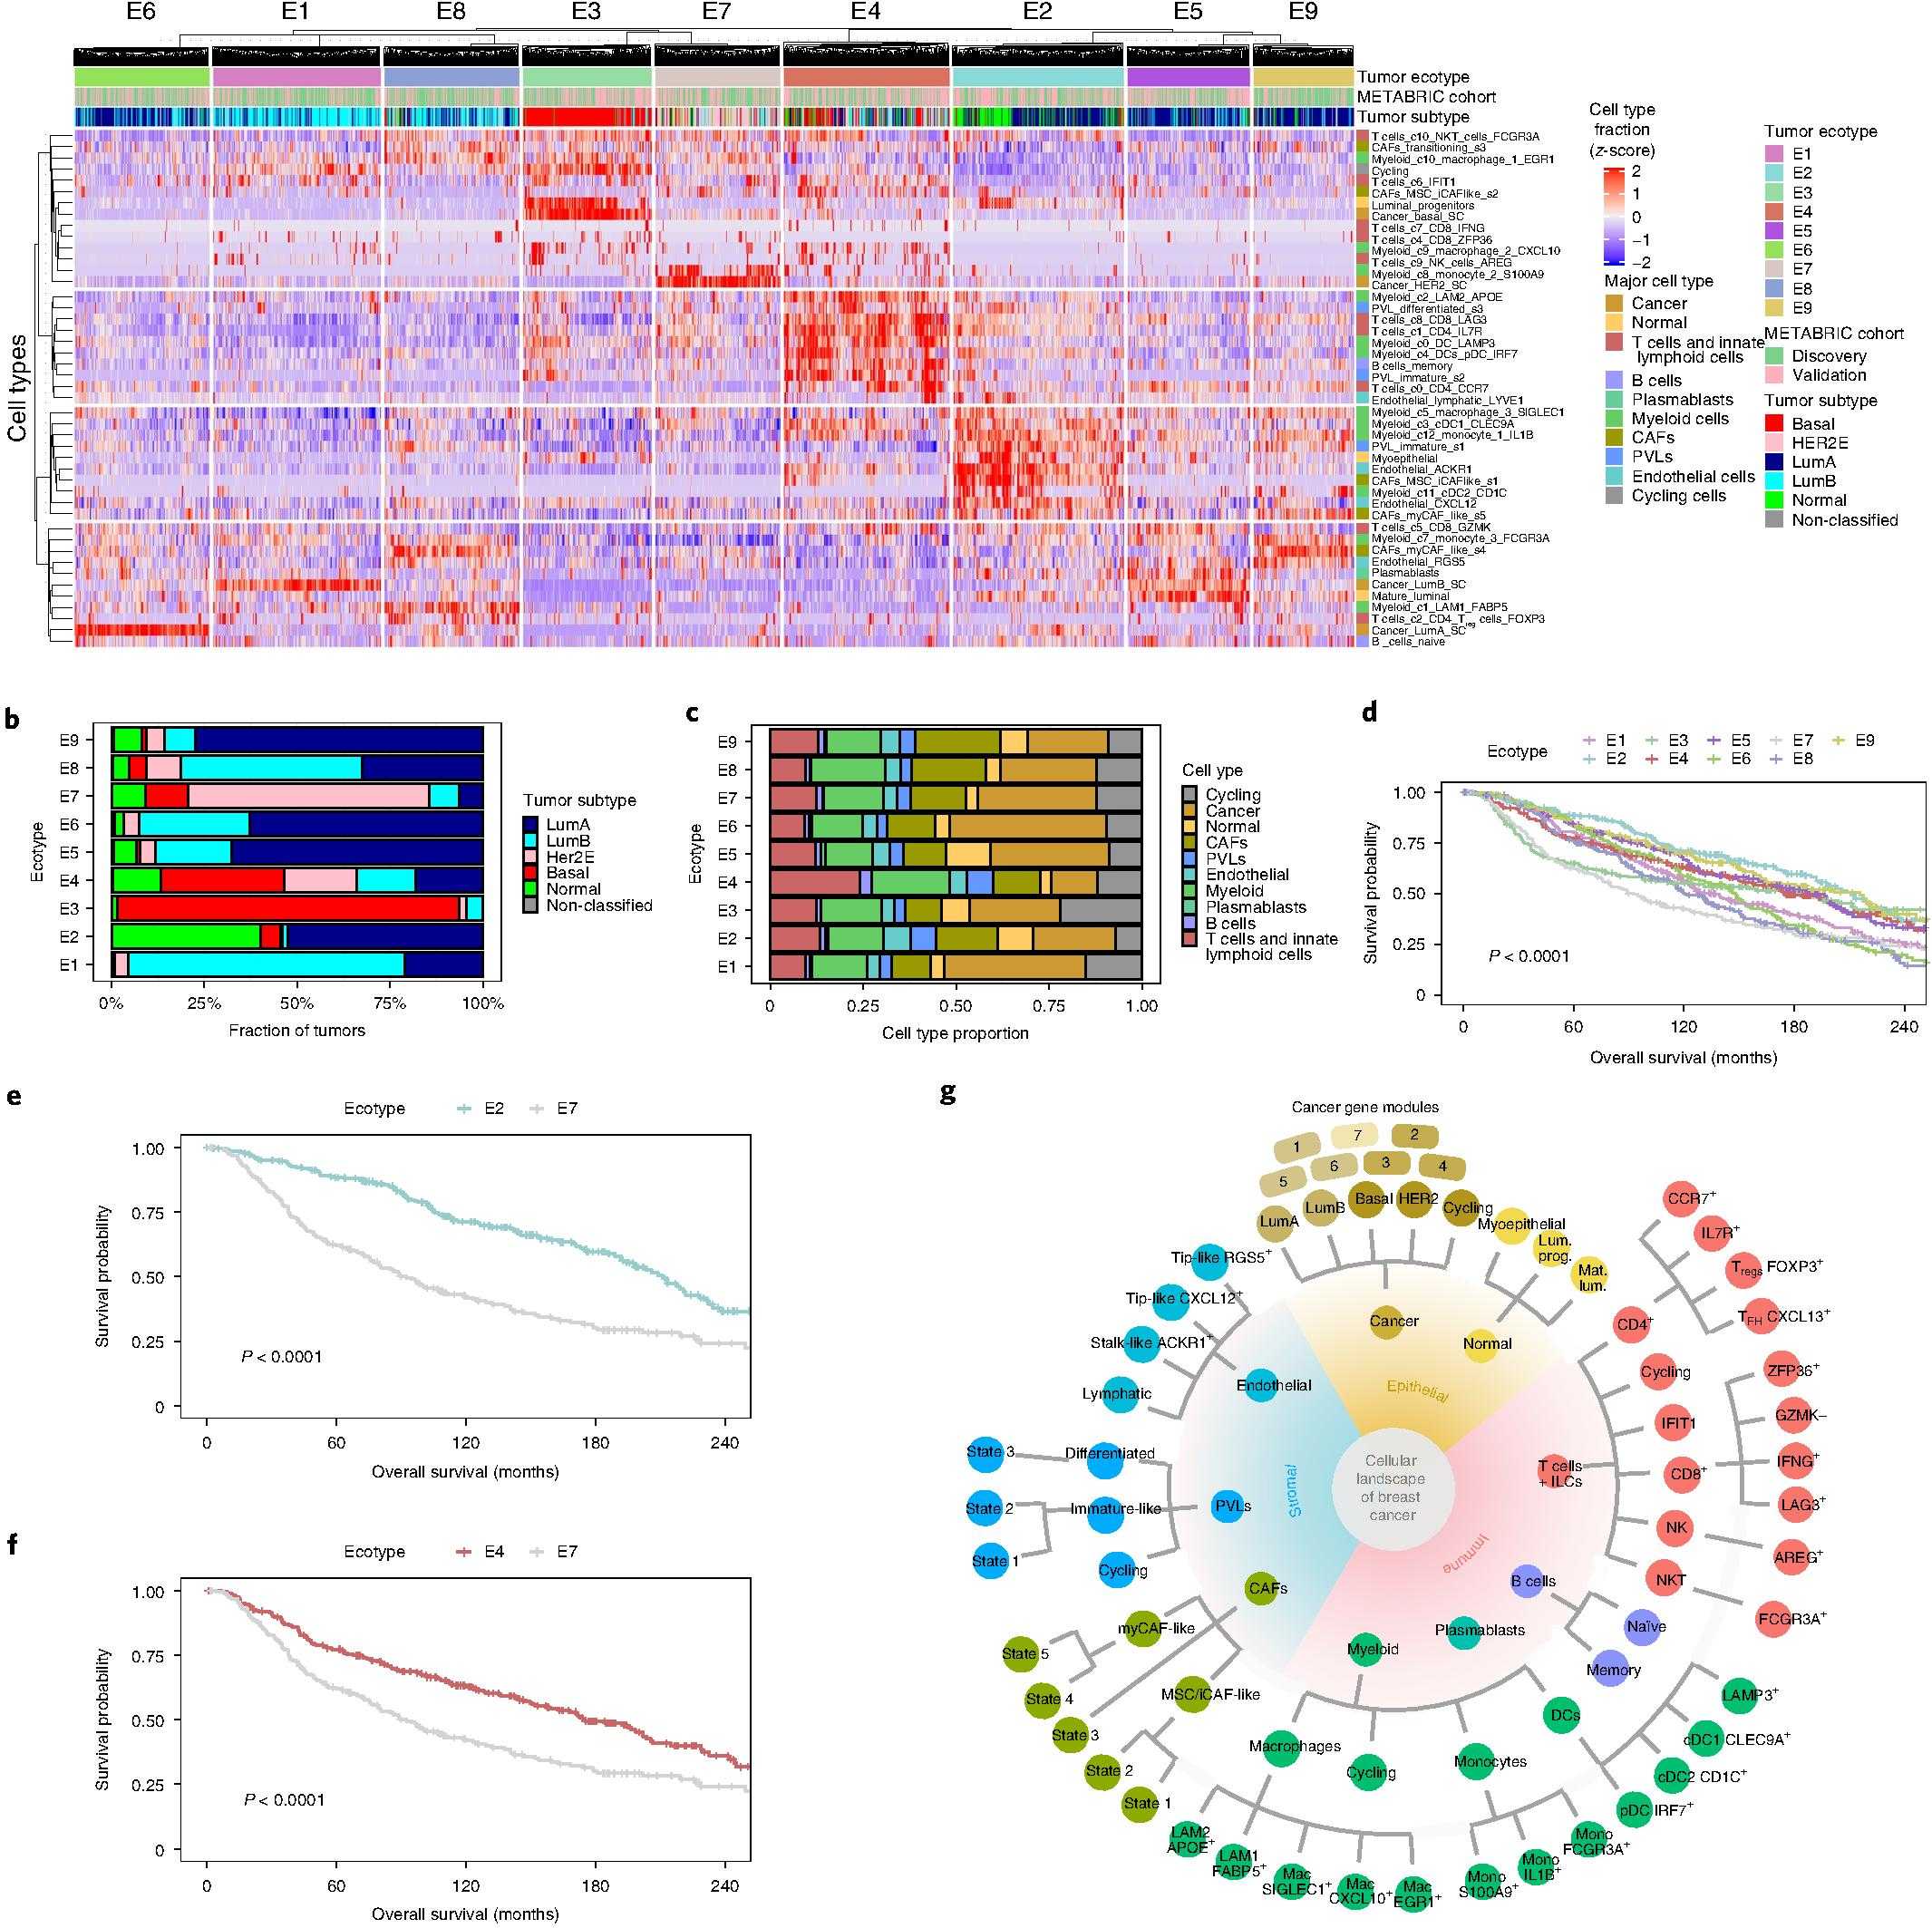 E6 E1 E8 E3 E7 E4 E2 E5 E9
Tumor ecotype
METABRIC cohort
Tumor subtype
Cell types
T cells_c10_NKT_cells_FCGR3A
CAFs_transitioning_s3
Myeloid_c10_macrophage_1_EGR1
Cycling
T cells_c6_IFIT1
CAFs_MSC_iCAFlike_s2
Luminal_progenitors
Cancer_basal_SC
T cells_c7_CD8_IFNG
T cells_c4_CD8_ZFP36
Myeloid_c9_macrophage_2_CXCL10
T cells_c9_NK_cells_AREG
Myeloid_c8_monocyte_2_S100A9
Cancer_HER2_SC
Myeloid_c2_LAM2_APOE
PVL_differentiated_s3
T cells_c8_CD8_LAG3
T cells_c1_CD4_IL7R
Myeloid_c0_DC_LAMP3
Myeloid_c4_DCs_pDC_IRF7
B cells_memory
PVL_immature_s2
T cells_c0_CD4_CCR7
Endothelial_lymphatic_LYVE1
Myeloid_c5_macrophage_3_SIGLEC1
Myeloid_c3_cDC1_CLEC9A
Myeloid_c12_monocyte_1_IL1B
PVL_immature_s1
Myoepithelial
Endothelial_ACKR1
CAFs_MSC_iCAFlike_s1
Myeloid_c11_cDC2_CD1C
Endothelial_CXCL12
CAFs_myCAF_like_s5
T cells_c5_CD8_GZMK
Myeloid_c7_monocyte_3_FCGR3A
CAFs_myCAF_like_s4
Endothelial_RGS5
Plasmablasts
Cancer_LumB_SC
Mature_luminal
Myeloid_c1_LAM1_FABP5
T cells_c2_CD4_Treg cells_FOXP3
Cancer_LumA_SC
B _cells_naive
Cell type
fraction
(z-score)
2
1
0
−1
−2
Major cell type
Cancer
Normal
T cells and innate
lymphoid cells
B cells
Plasmablasts
Myeloid cells
CAFs
PVLs
Endothelial cells
Cycling cells
Tumor ecotype
E1
E2
E3
E4
E5
E6
E7
E8
E9
METABRIC cohort
Discovery
Validation
Tumor subtype
Basal
HER2E
LumA
LumB
Normal
Non-classified
b
Ecotype
E9
E8
E7
E6
E5
E4
E3
E2
E1
0% 25% 50% 75% 100%
Fraction of tumors
Tumor subtype
LumA
LumB
Her2E
Basal
Normal
Non-classified
c
Ecotype
E9
E8
E7
E6
E5
E4
E3
E2
E1
0 0.25 0.50 0.75 1.00
Cell type proportion
Cell type
Cycling
Cancer
Normal
CAFs
PVLs
Endothelial
Myeloid
Plasmablasts
B cells
T cells and innate
lymphoid cells
d
Ecotype
E1 E3 E5 E7 E9
E2 E4 E6 E8
Survival probability
1.00
0.75
0.50
0.25
0
P < 0.0001
0 60 120 180 240
Overall survival (months)
e
Ecotype E2 E7
Survival probability
1.00
0.75
0.50
0.25
0
P < 0.0001
0 60 120 180 240
Overall survival (months)
f
Ecotype E4 E7
Survival probability
1.00
0.75
0.50
0.25
0
P < 0.0001
0 60 120 180 240
Overall survival (months)
g
Cancer gene modules
1 7 2
5 6 3 4
LumA LumB Basal HER2 Cycling
Myoepithelial
Lum.
prog.
Mat.
lum.
Cancer
Normal
Epithelial
Cellular
landscape
of breast
cancer
Stromal
Immune
Tip-like RGS5+
Tip-like CXCL12+
Stalk-like ACKR1+
Lymphatic
Endothelial
State 3
Differentiated
State 2
Immature-like
PVLs
State 1
Cycling
CAFs
myCAF-like
State 5
State 4
State 3
MSC/iCAF-like
State 2
State 1
CCR7+
IL7R+
Tregs FOXP3+
TFH CXCL13+
CD4+
Cycling
IFIT1
T cells
+ ILCs
CD8+
ZFP36+
GZMK−
IFNG+
LAG3+
NK
AREG+
NKT
FCGR3A+
B cells
Naïve
Memory
Plasmablasts
Myeloid
DCs
LAMP3+
cDC1 CLEC9A+
cDC2 CD1C+
pDC IRF7+
Macrophages
Cycling
Monocytes
LAM2
APOE+
LAM1
FABP5+
Mac
SIGLEC1+
Mac
CXCL10+
Mac
EGR1+
Mono
S100A9+
Mono
IL1B+
Mono
FCGR3A+